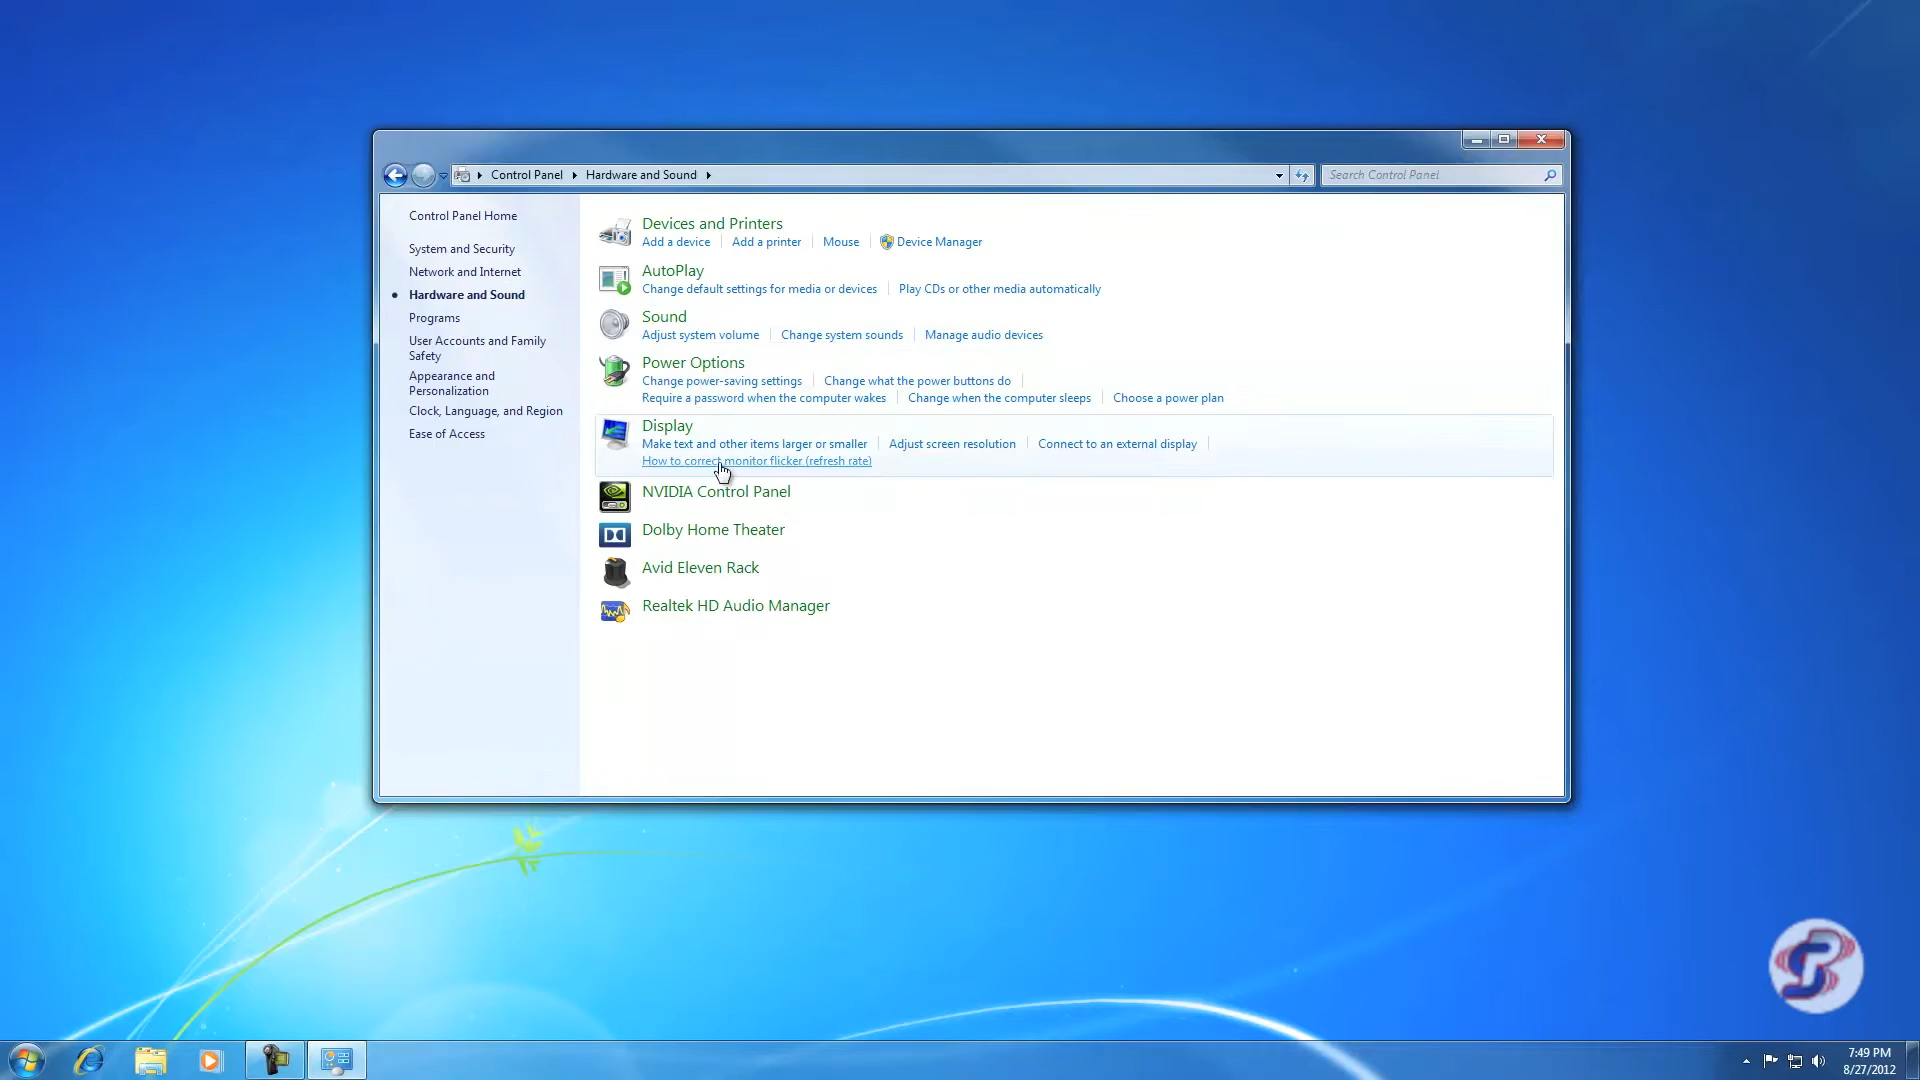 Control Panel Hardware and Sound Search Control Panel
Control Panel Home
System and Security
Network and Internet
Hardware and Sound
Programs
User Accounts and Family
Safety
Appearance and
Personalization
Clock, Language, and Region
Ease of Access
Devices and Printers
Add a device Add a printer Mouse Device Manager
AutoPlay
Change default settings for media or devices Play CDs or other media automatically
Sound
Adjust system volume Change system sounds Manage audio devices
Power Options
Change power-saving settings Change what the power buttons do
Require a password when the computer wakes Change when the computer sleeps Choose a power plan
Display
Make text and other items larger or smaller Adjust screen resolution Connect to an external display
How to correct monitor flicker (refresh rate)
NVIDIA Control Panel
Dolby Home Theater
Avid Eleven Rack
Realtek HD Audio Manager
7:49 PM
8/27/2012